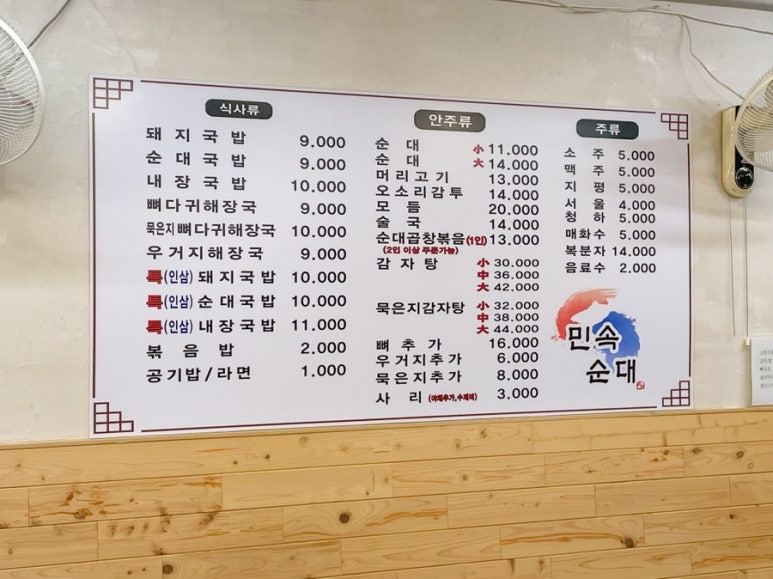 식사류
돼지국밥 9.000
순대국밥 9.000
내장국밥 10.000
뼈다귀해장국 9.000
묵은지뼈다귀해장국 10.000
우거지해장국 9.000
특(인삼) 돼지국밥 10.000
특(인삼) 순대국밥 10.000
특(인삼) 내장국밥 11.000
볶음밥 2.000
공기밥/라면 1.000
안주류
순대 小 11.000
순대 大 14.000
머리고기 13.000
오소리감투 14.000
모듬 20.000
술국 14.000
순대곱창볶음(1인) 13.000
(2인 이상 주문가능)
감자탕 小 30.000
中 36.000
大 42.000
묵은지감자탕 小 32.000
中 38.000
大 44.000
뼈추가 16.000
우거지추가 6.000
묵은지추가 8.000
사리 (야채추가,수제비) 3.000
주류
소주 5.000
맥주 5.000
지평 5.000
서울 4.000
청하 5.000
매화수 5.000
복분자 14.000
음료수 2.000
민속
순대